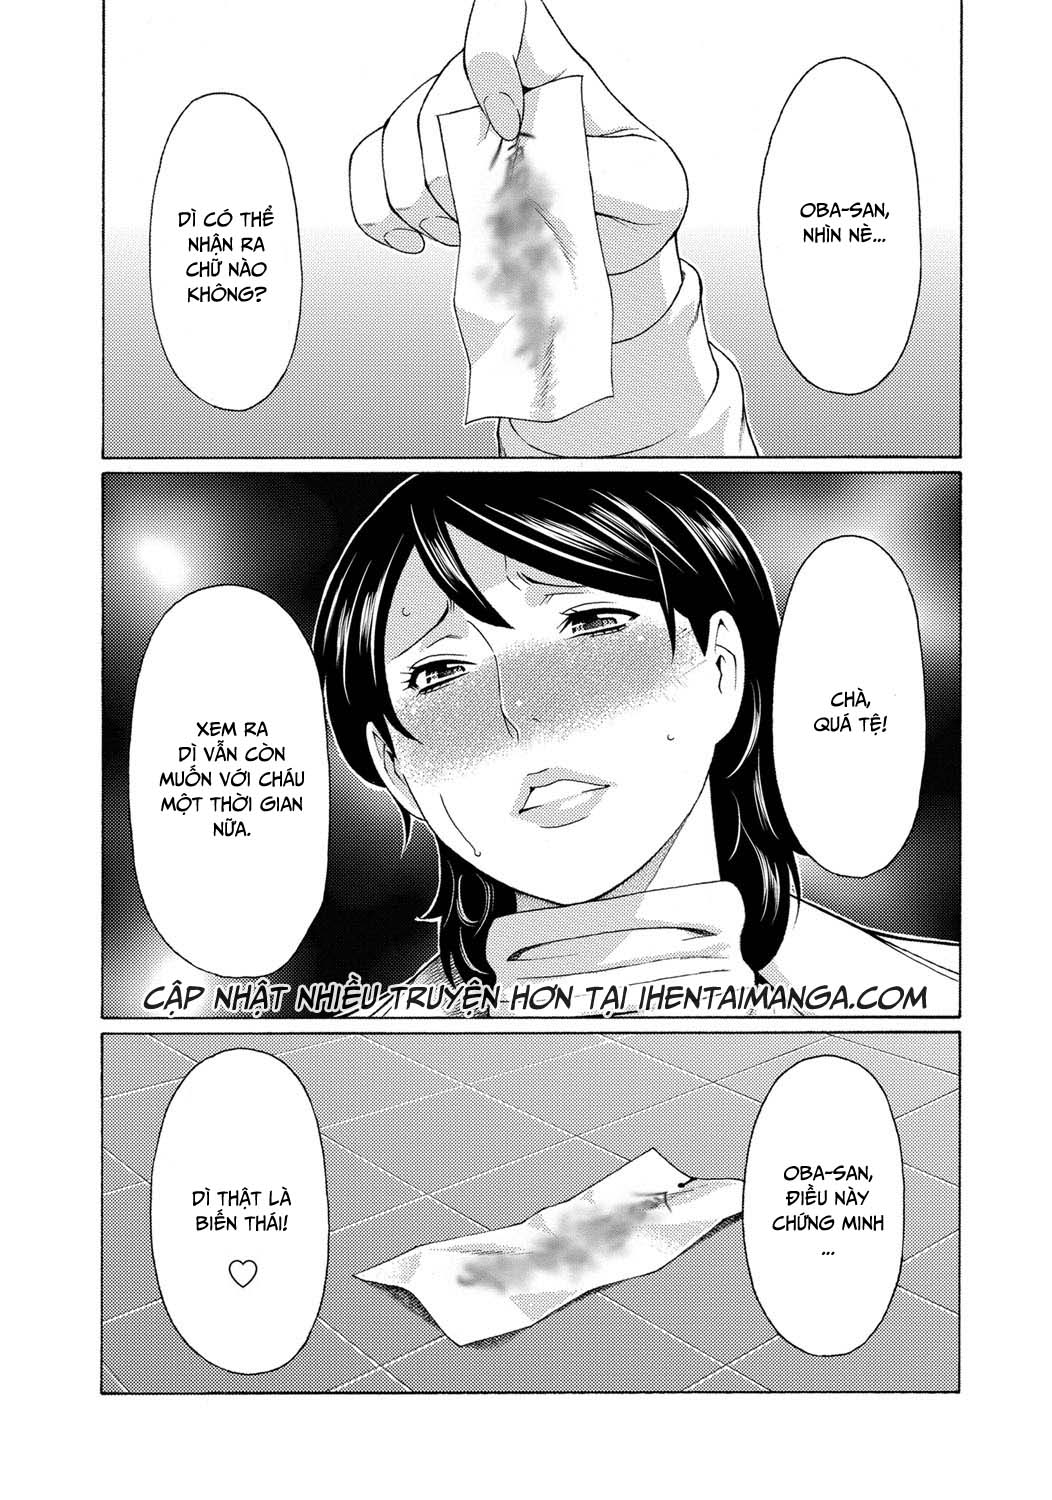 OBA-SAN,
NHÌN NÈ...
DÌ CÓ THỂ
NHẬN RA
CHỮ NÀO
KHÔNG?
CHÀ,
QUÁ TỆ!
XEM RA
DÌ VẪN CÒN
MUỐN VỚI CHÁU
MỘT THỜI GIAN
NỮA.
CẬP NHẬT NHIỀU TRUYỆN HƠN TẠI IHENTAIMANGA.COM
OBA-SAN,
ĐIỀU NÀY
CHỨNG MINH
...
DÌ THẬT LÀ
BIẾN THÁI!
♡